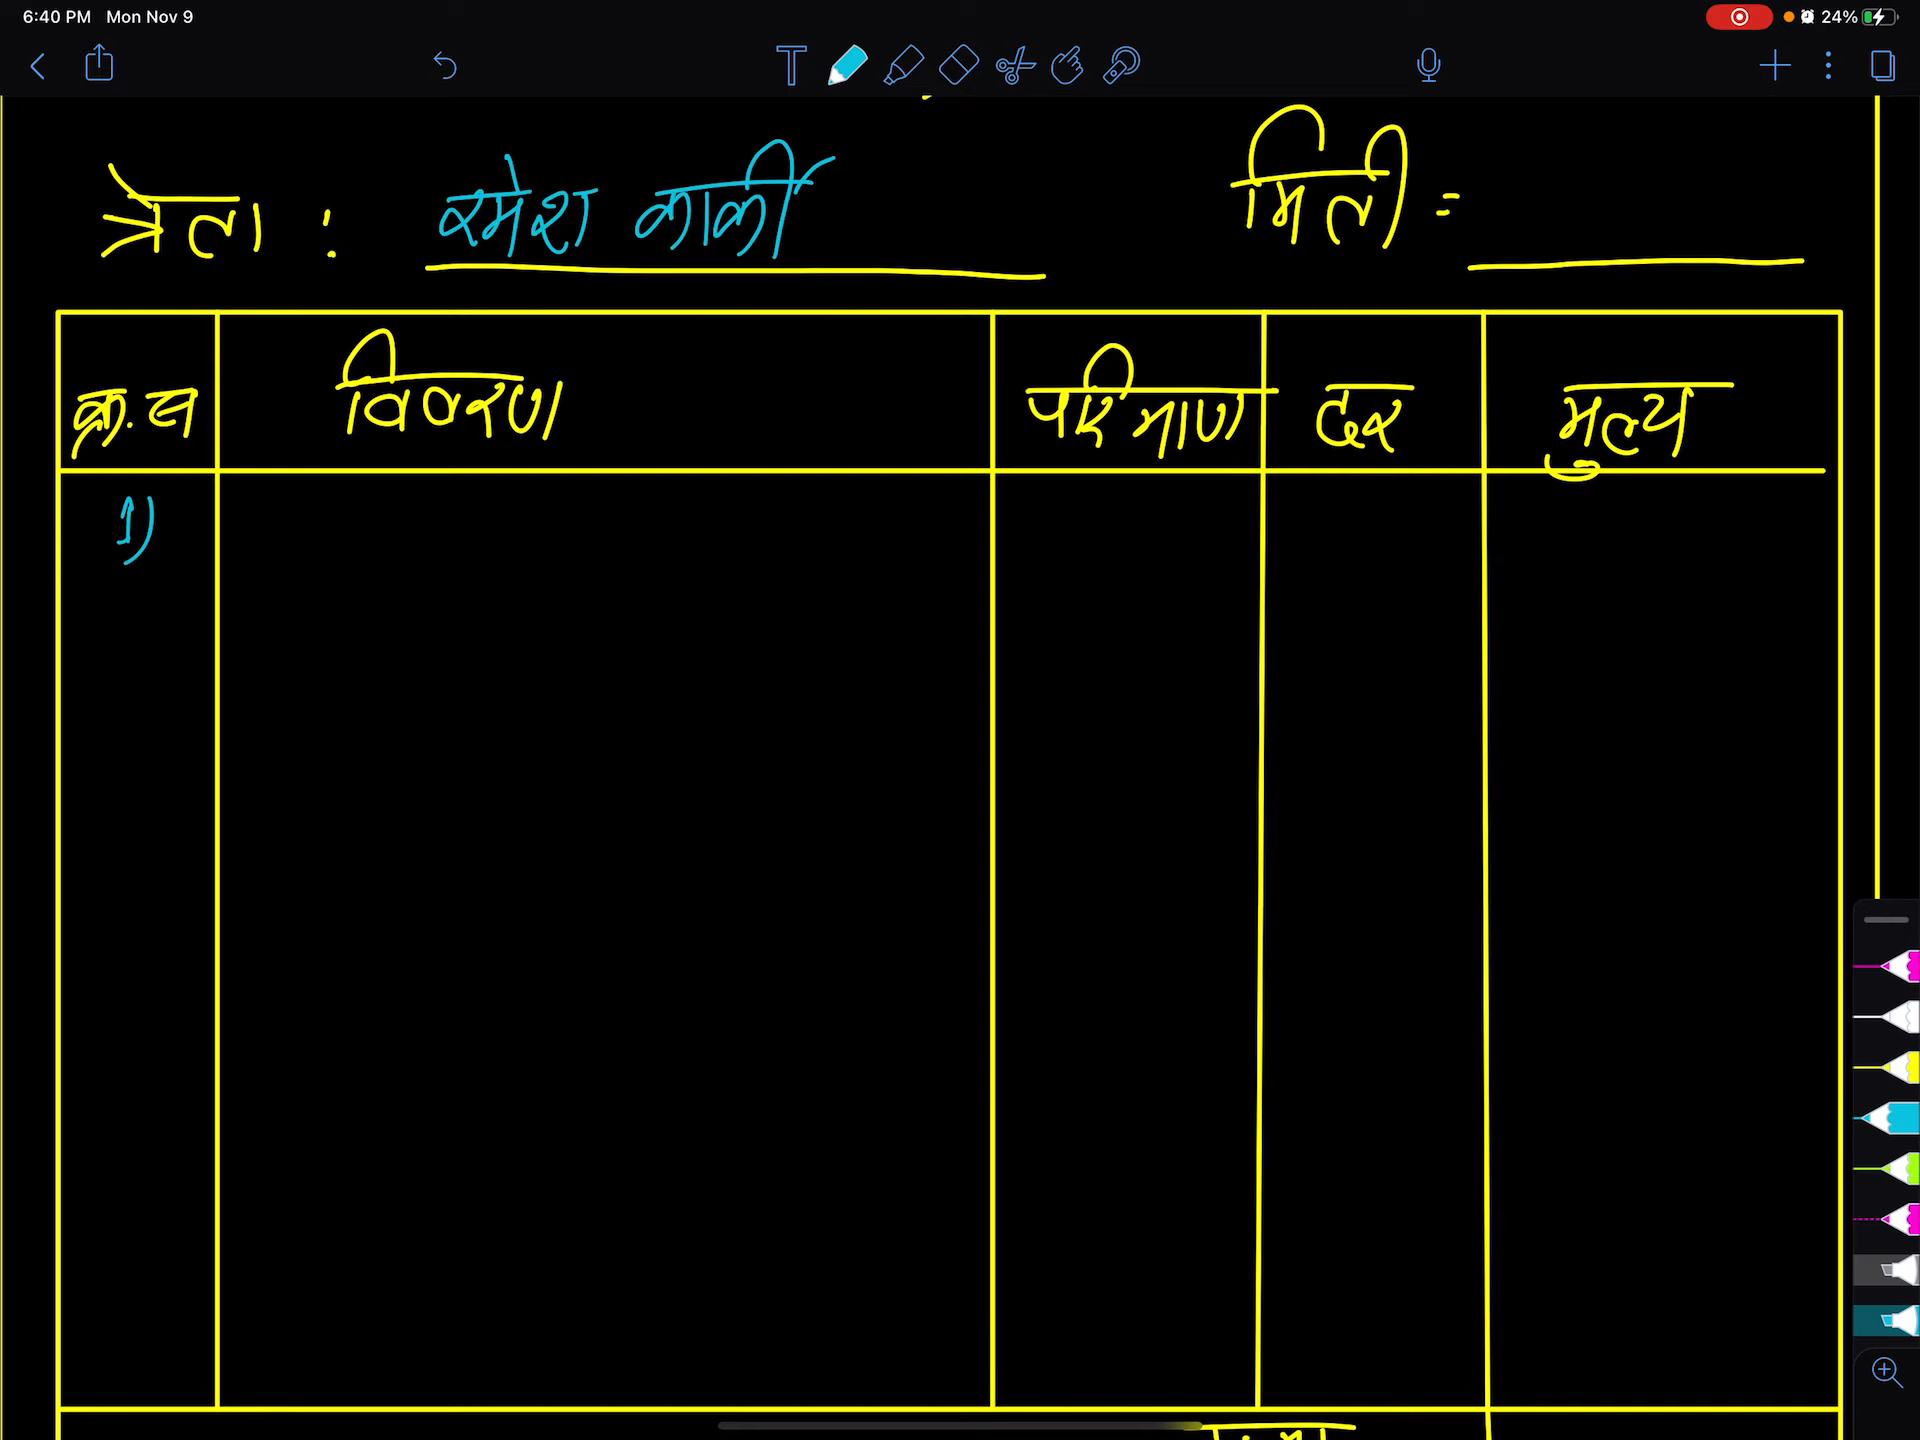 6:40 PM Mon Nov 9 24%
क्रेता : रमेश कार्की मिती =
क्र.स विवरण परिमाण दर मुल्य
1)